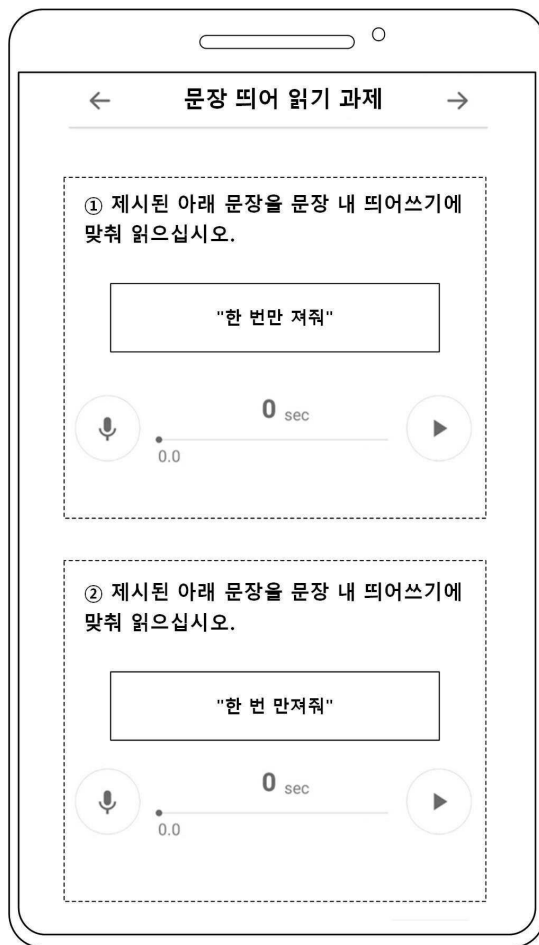 ← 문장 띄어 읽기 과제 →
① 제시된 아래 문장을 문장 내 띄어쓰기에
맞춰 읽으십시오.
"한 번만 져줘"
0 sec
0.0
② 제시된 아래 문장을 문장 내 띄어쓰기에
맞춰 읽으십시오.
"한 번 만져줘"
0 sec
0.0